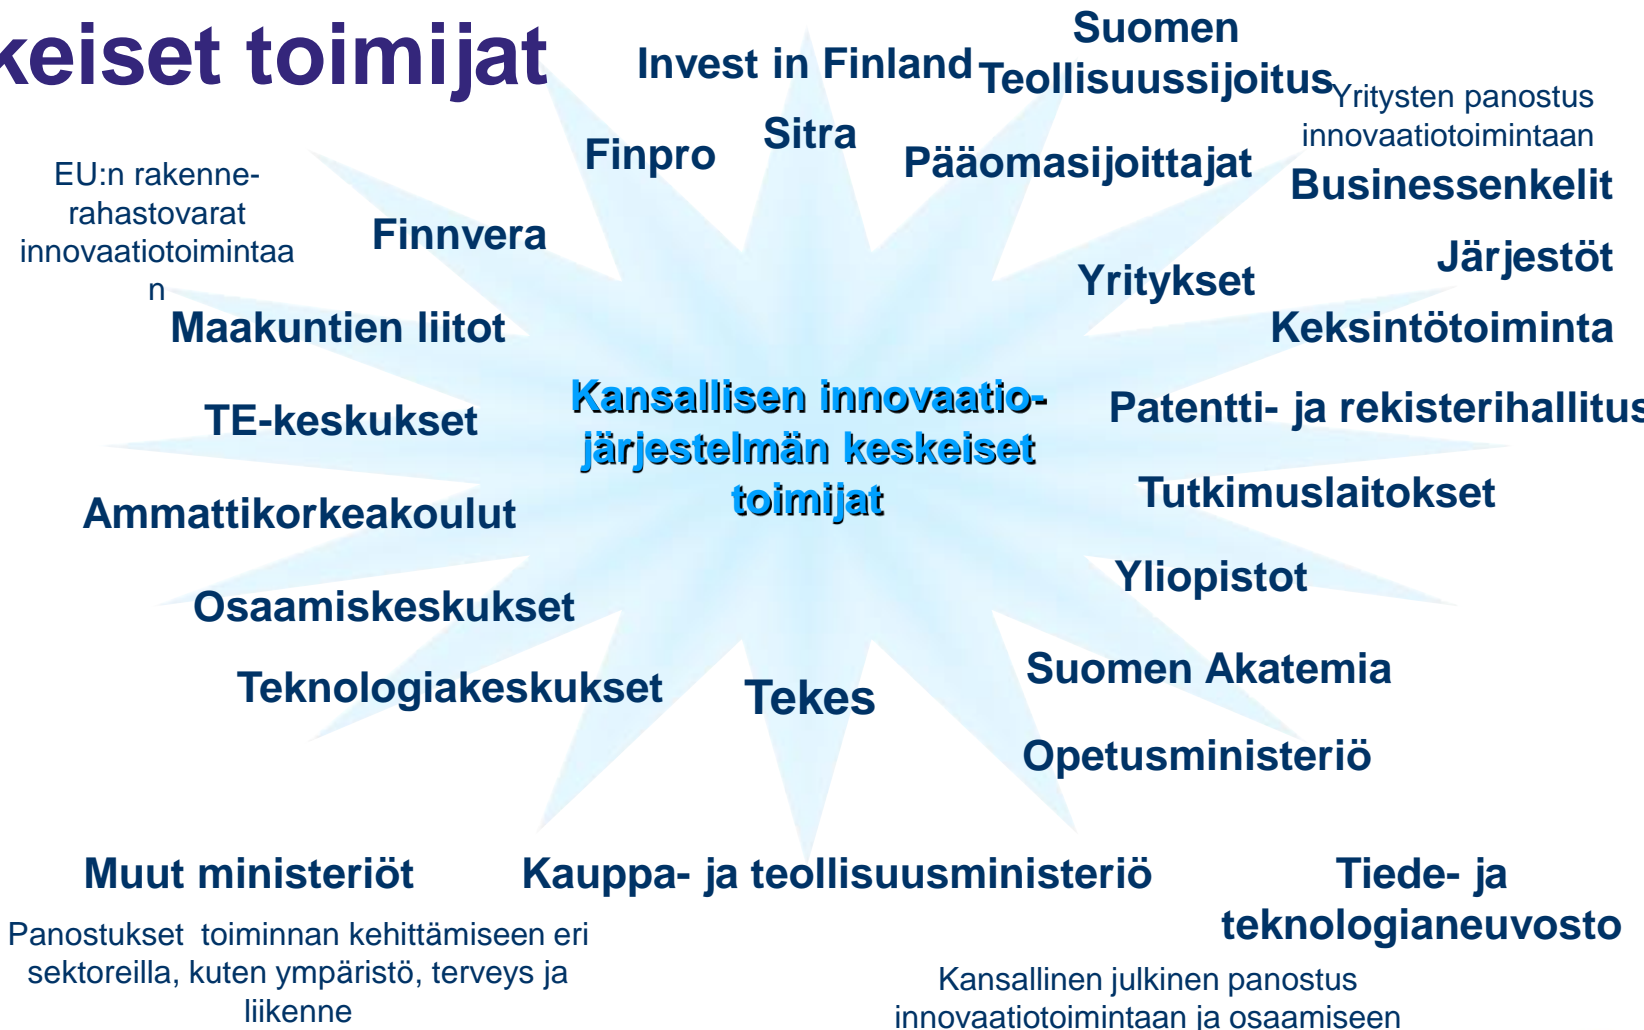 keiset toimijat
Invest in Finland
Suomen
Teollisuussijoitus
Yritysten panostus
innovaatiotoimintaan
Finpro
Sitra
Pääomasijoittajat
Businessenkelit
EU:n rakenne-
rahastovarat
innovaatiotoimintaa
n
Finnvera
Yritykset
Järjestöt
Maakuntien liitot
Keksintötoiminta
TE-keskukset
Kansallisen innovaatio-
järjestelmän keskeiset
toimijat
Patentti- ja rekisterihallitus
Ammattikorkeakoulut
Tutkimuslaitokset
Yliopistot
Osaamiskeskukset
Teknologiakeskukset
Tekes
Suomen Akatemia
Opetusministeriö
Muut ministeriöt
Kauppa- ja teollisuusministeriö
Tiede- ja
teknologianeuvosto
Panostukset toiminnan kehittämiseen eri
sektoreilla, kuten ympäristö, terveys ja
liikenne
Kansallinen julkinen panostus
innovaatiotoimintaan ja osaamiseen